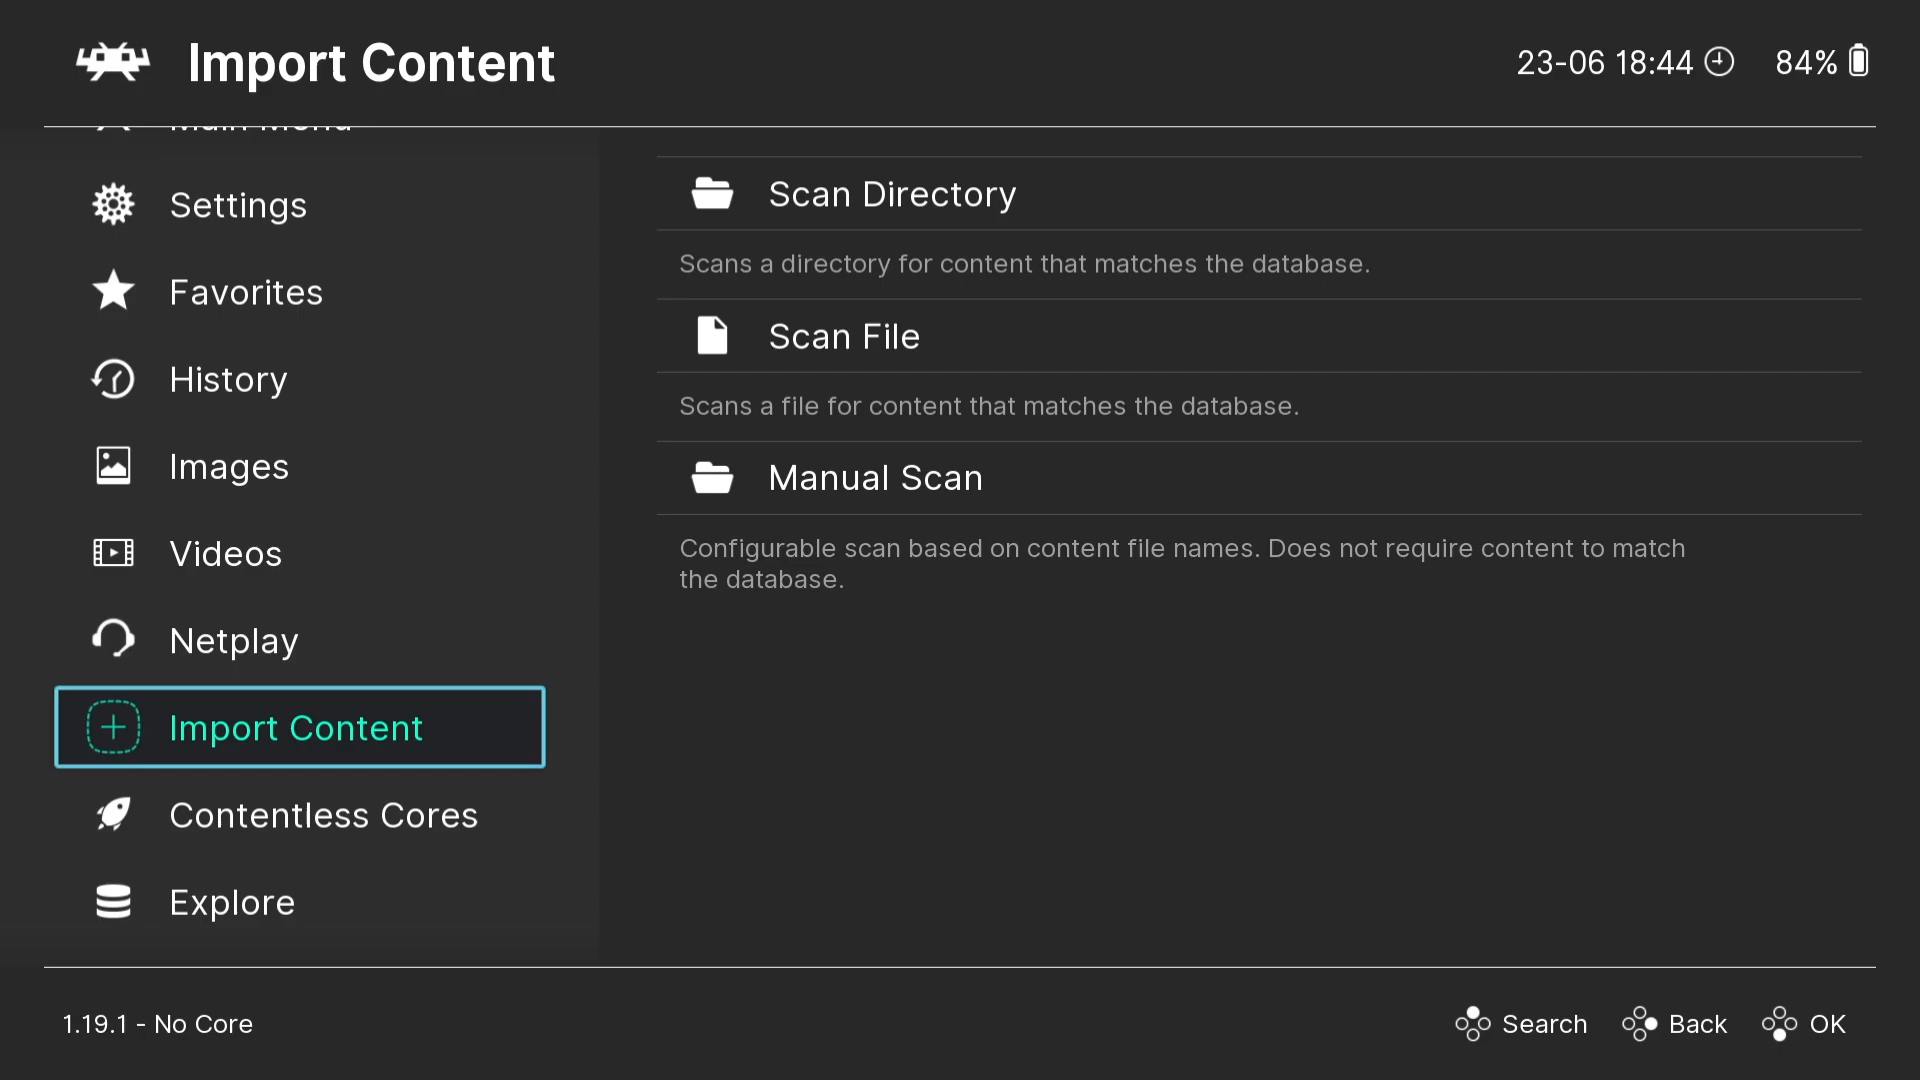 Import Content
23-06 18:44
84%
Main Menu
Settings
Favorites
History
Images
Videos
Netplay
Import Content
Contentless Cores
Explore
Scan Directory
Scans a directory for content that matches the database.
Scan File
Scans a file for content that matches the database.
Manual Scan
Configurable scan based on content file names. Does not require content to match
the database.
1.19.1 - No Core
Search
Back
OK